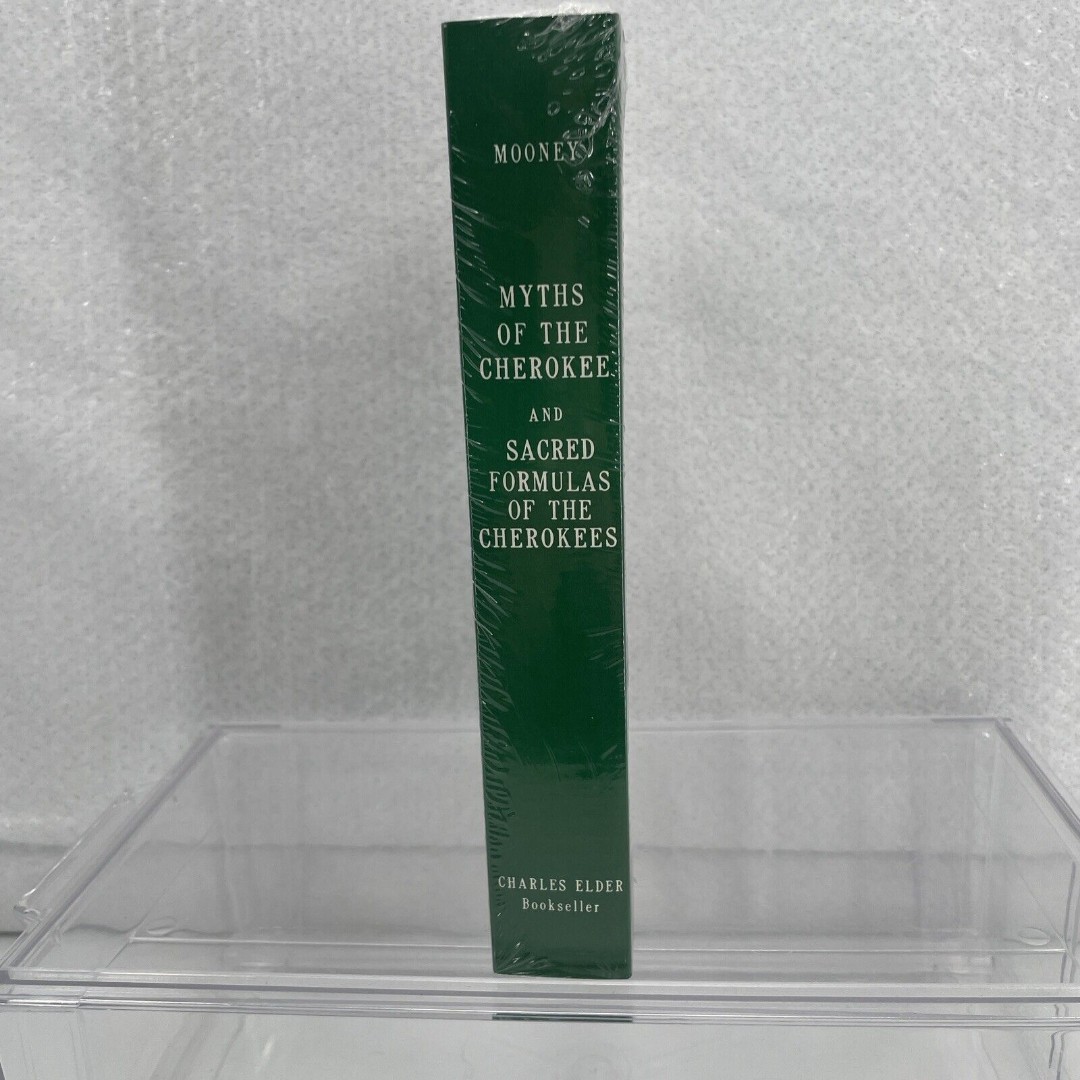 MOONEY
MYTHS
OF THE
CHEROKEE
AND
SACRED
FORMULAS
OF THE
CHEROKEES
CHARLES ELDER
Bookseller